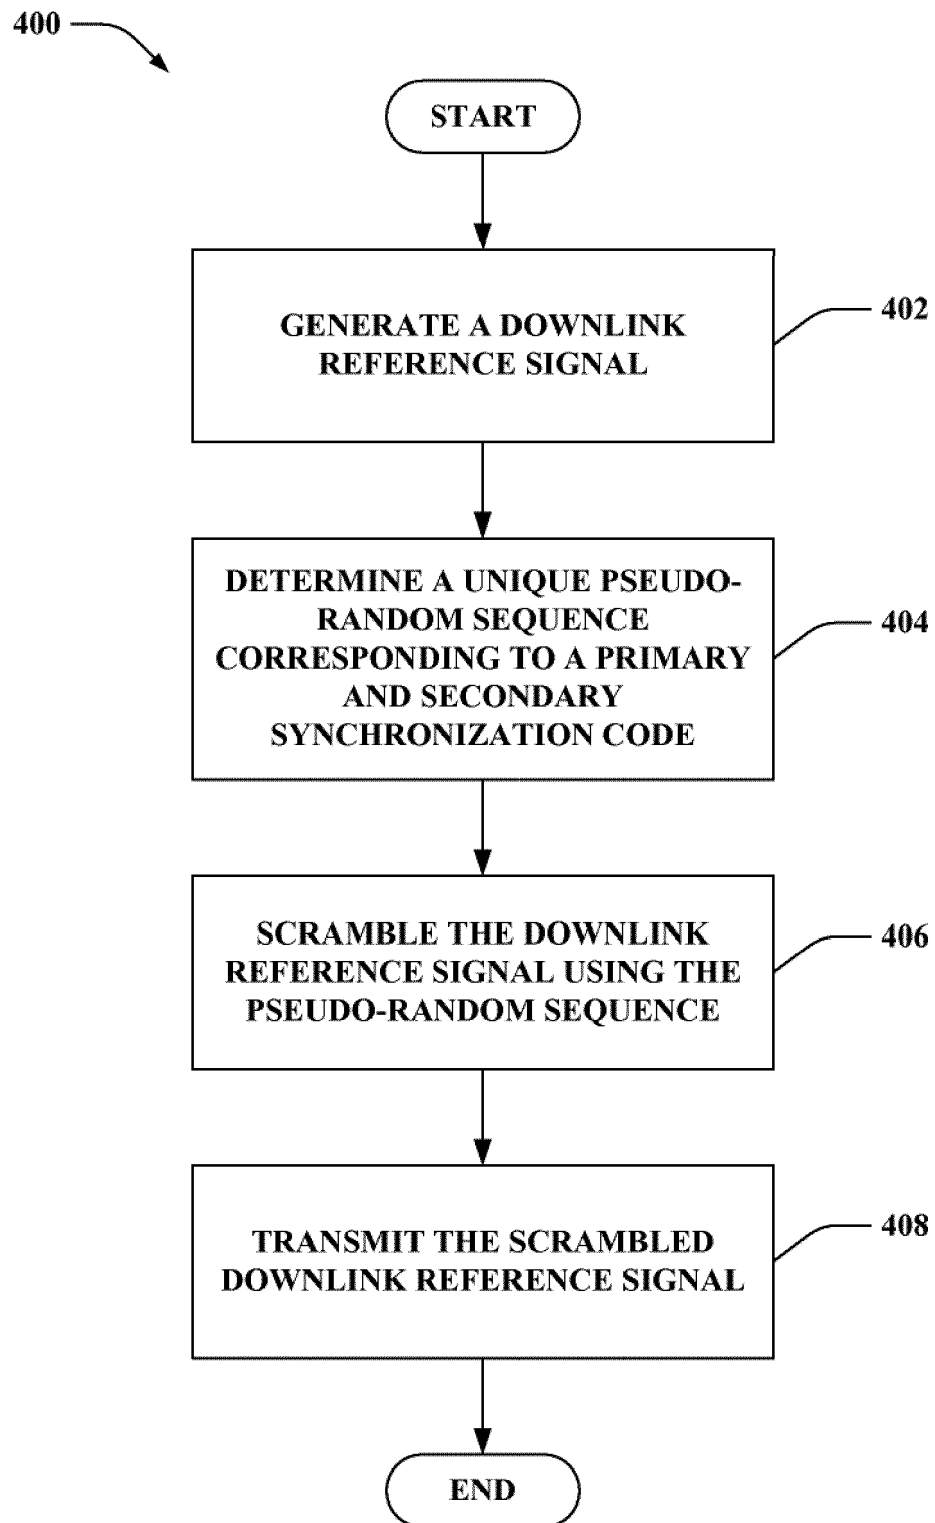 400
START
GENERATE A DOWNLINK
REFERENCE SIGNAL
402
DETERMINE A UNIQUE PSEUDO-
RANDOM SEQUENCE
CORRESPONDING TO A PRIMARY
AND SECONDARY
SYNCHRONIZATION CODE
404
SCRAMBLE THE DOWNLINK
REFERENCE SIGNAL USING THE
PSEUDO-RANDOM SEQUENCE
406
TRANSMIT THE SCRAMBLED
DOWNLINK REFERENCE SIGNAL
408
END